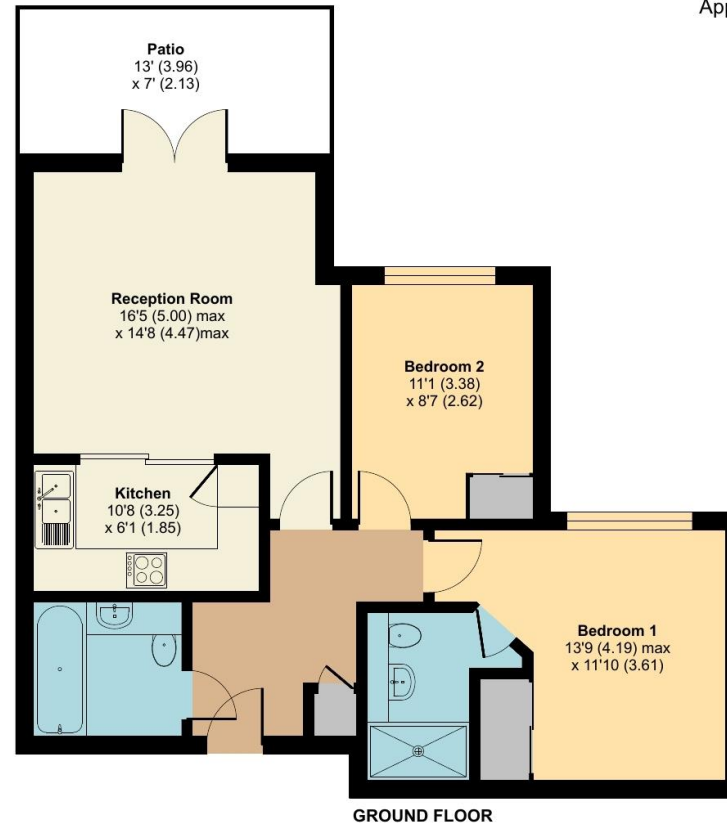 App
Patio
13' (3.96)
x 7' (2.13)
Reception Room
16'5 (5.00) max
x 14'8 (4.47)max
Bedroom 2
11'1 (3.38)
x 8'7 (2.62)
Kitchen
10'8 (3.25)
x 6'1 (1.85)
Bedroom 1
13'9 (4.19) max
x 11'10 (3.61)
GROUND FLOOR